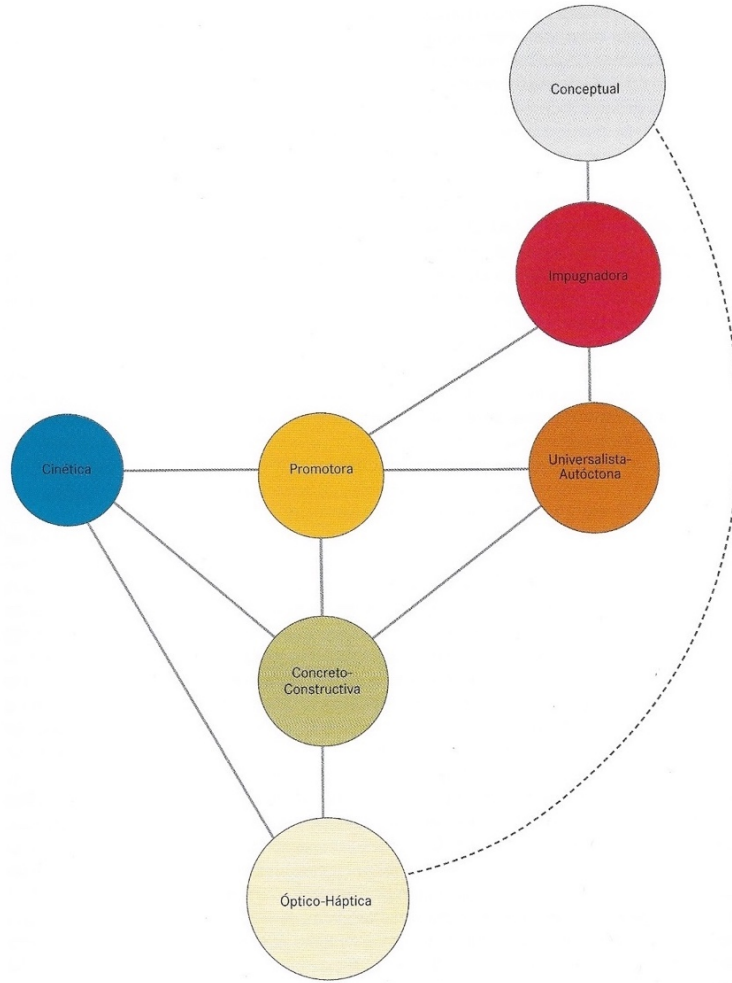 Conceptual
Impugnadora
Cinética
Promotora
Universalista-
Autóctona
Concreto-
Constructiva
Óptico-Háptica